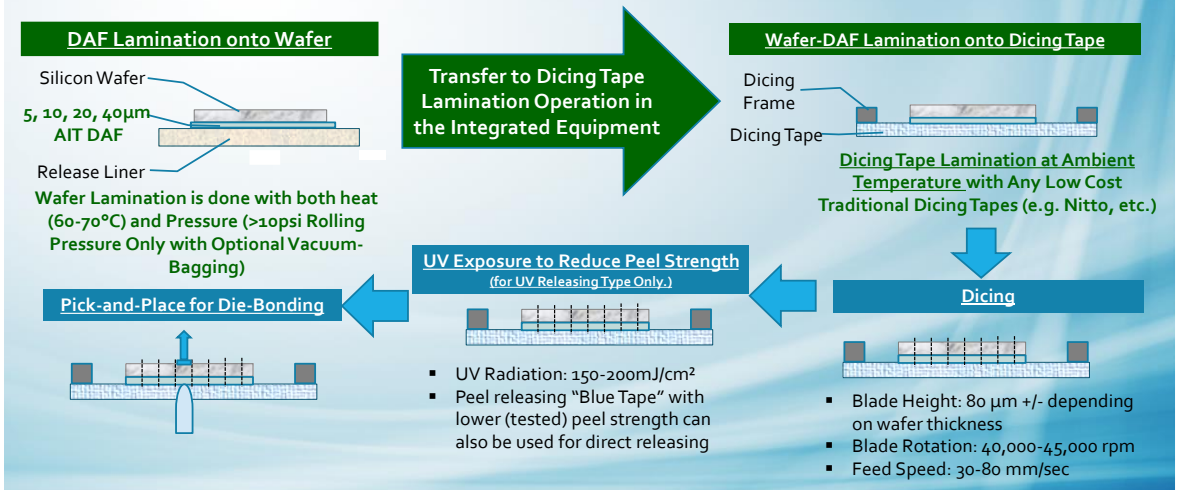 DAF Lamination onto Wafer
Silicon Wafer
5, 10, 20, 40µm
AIT DAF
Release Liner
Wafer Lamination is done with both heat
(60-70°C) and Pressure (>10psi Rolling
Pressure Only with Optional Vacuum-
Bagging)
Transfer to Dicing Tape
Lamination Operation in
the Integrated Equipment
Wafer-DAF Lamination onto Dicing Tape
Dicing
Frame
Dicing Tape
Dicing Tape Lamination at Ambient
Temperature with Any Low Cost
Traditional Dicing Tapes (e.g. Nitto, etc.)
Dicing
Blade Height: 80 µm +/- depending
on wafer thickness
Blade Rotation: 40,000-45,000 rpm
Feed Speed: 30-80 mm/sec
UV Exposure to Reduce Peel Strength
(for UV Releasing Type Only.)
UV Radiation: 150-200mJ/cm²
Peel releasing “Blue Tape” with
lower (tested) peel strength can
also be used for direct releasing
Pick-and-Place for Die-Bonding